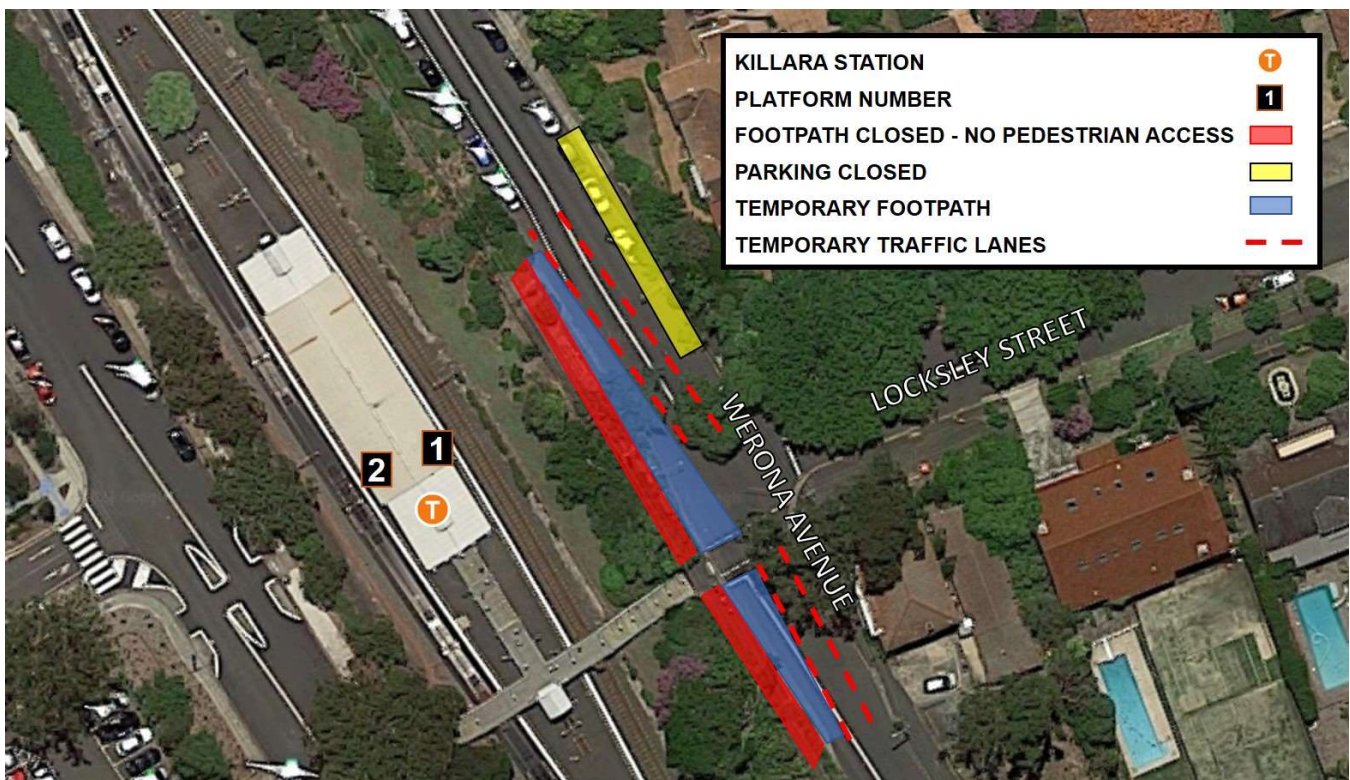 KILLARA STATION T
PLATFORM NUMBER 1
FOOTPATH CLOSED - NO PEDESTRIAN ACCESS
PARKING CLOSED
TEMPORARY FOOTPATH
TEMPORARY TRAFFIC LANES
LOCKSLEY STREET
WERONA AVENUE
1
2
T